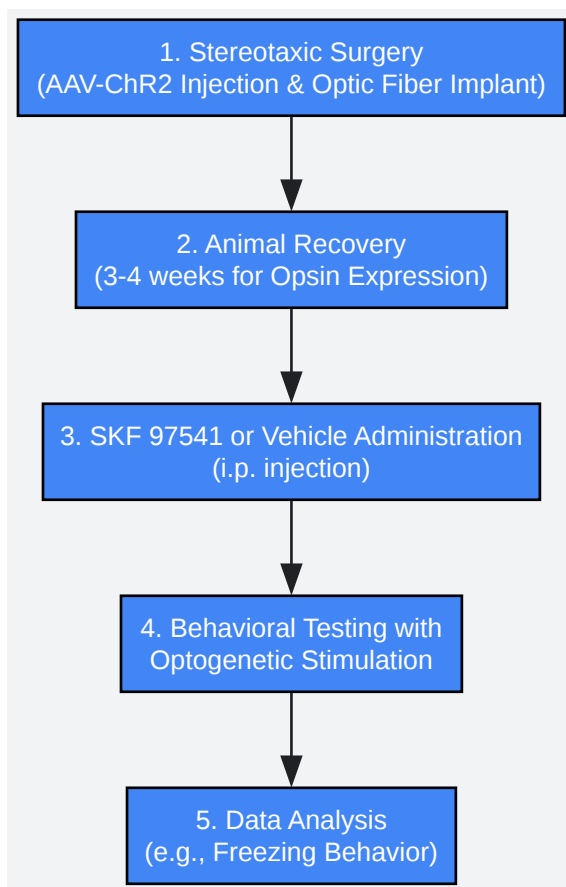 1. Stereotaxic Surgery
(AAV-ChR2 Injection & Optic Fiber Implant)
2. Animal Recovery
(3-4 weeks for Opsin Expression)
3. SKF 97541 or Vehicle Administration
(i.p. injection)
4. Behavioral Testing with
Optogenetic Stimulation
5. Data Analysis
(e.g., Freezing Behavior)